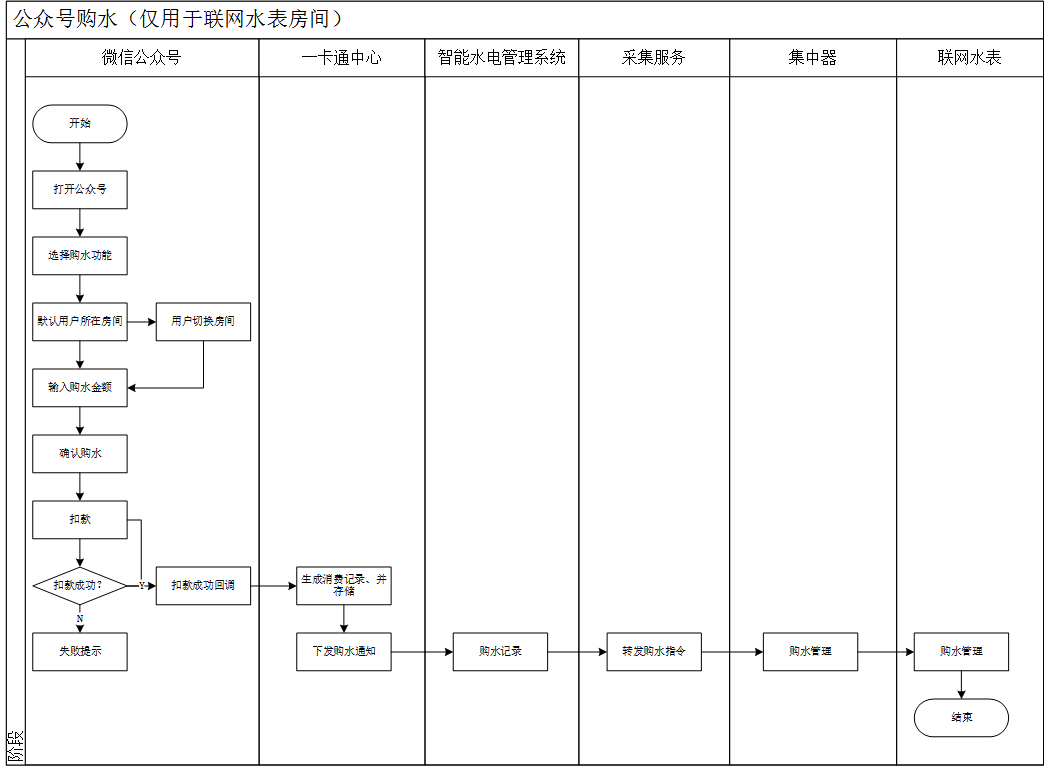 公众号购水（仅用于联网水表房间）
微信公众号
一卡通中心
智能水电管理系统
采集服务
集中器
联网水表
开始
打开公众号
选择购水功能
默认用户所在房间
用户切换房间
输入购水金额
确认购水
扣款
扣款成功？
Y
扣款成功回调
生成消费记录、并
存储
N
失败提示
下发购水通知
购水记录
转发购水指令
购水管理
购水管理
结束
阶段